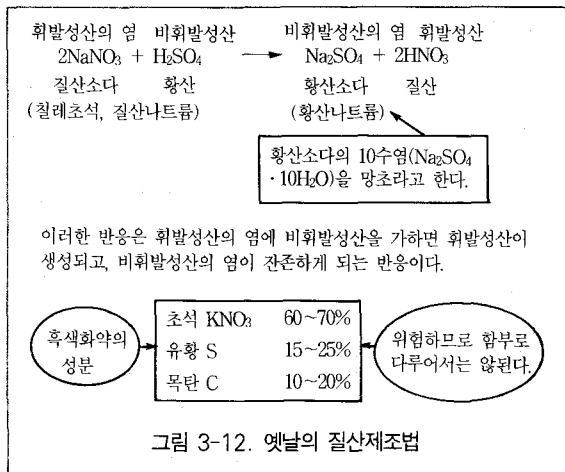 휘발성산의 염 비휘발성산 비휘발성산의 염 휘발성산
2NaNO₃ + H₂SO₄ → Na₂SO₄ + 2HNO₃
질산소다 황산 황산소다 질산
(칠레초석, 질산나트륨) (황산나트륨)
황산소다의 10수염(Na₂SO₄
·10H₂O)을 망초라고 한다.
이러한 반응은 휘발성산의 염에 비휘발성산을 가하면 휘발성산이
생성되고, 비휘발성산의 염이 잔존하게 되는 반응이다.
흑색화약의
성분
초석 KNO₃ 60~70%
유황 S 15~25%
목탄 C 10~20%
위험하므로 함부로
다루어서는 않된다.
그림 3-12. 옛날의 질산제조법